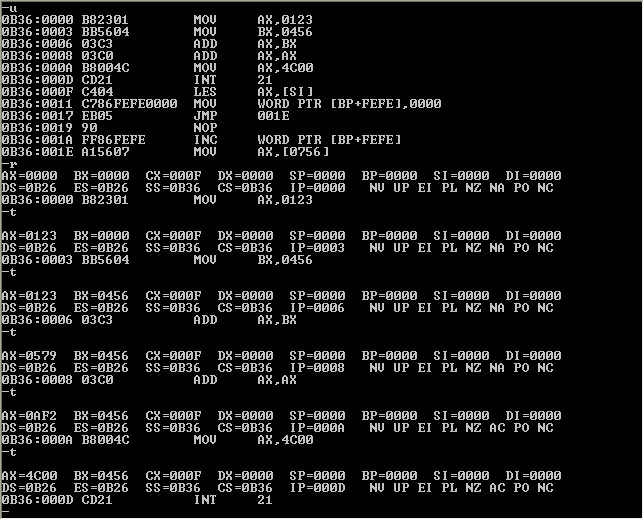 -u
0B36:0000 B82301 MOV AX,0123
0B36:0003 BB5604 MOV BX,0456
0B36:0006 03C3 ADD AX,BX
0B36:0008 03C0 ADD AX,AX
0B36:000A B8004C MOV AX,4C00
0B36:000D CD21 INT 21
0B36:000F C404 LES AX,[SI]
0B36:0011 C786FEFE0000 MOV WORD PTR [BP+FEFE],0000
0B36:0017 EB05 JMP 001E
0B36:0019 90 NOP
0B36:001A FF86FEFE INC WORD PTR [BP+FEFE]
0B36:001E A15607 MOV AX,[0756]
-r
AX=0000 BX=0000 CX=000F DX=0000 SP=0000 BP=0000 SI=0000 DI=0000
DS=0B26 ES=0B26 SS=0B36 CS=0B36 IP=0000 NV UP EI PL NZ NA PO NC
0B36:0000 B82301 MOV AX,0123
-t
AX=0123 BX=0000 CX=000F DX=0000 SP=0000 BP=0000 SI=0000 DI=0000
DS=0B26 ES=0B26 SS=0B36 CS=0B36 IP=0003 NV UP EI PL NZ NA PO NC
0B36:0003 BB5604 MOV BX,0456
-t
AX=0123 BX=0456 CX=000F DX=0000 SP=0000 BP=0000 SI=0000 DI=0000
DS=0B26 ES=0B26 SS=0B36 CS=0B36 IP=0006 NV UP EI PL NZ NA PO NC
0B36:0006 03C3 ADD AX,BX
-t
AX=0579 BX=0456 CX=000F DX=0000 SP=0000 BP=0000 SI=0000 DI=0000
DS=0B26 ES=0B26 SS=0B36 CS=0B36 IP=0008 NV UP EI PL NZ NA PO NC
0B36:0008 03C0 ADD AX,AX
-t
AX=0AF2 BX=0456 CX=000F DX=0000 SP=0000 BP=0000 SI=0000 DI=0000
DS=0B26 ES=0B26 SS=0B36 CS=0B36 IP=000A NV UP EI PL NZ AC PO NC
0B36:000A B8004C MOV AX,4C00
-t
AX=4C00 BX=0456 CX=000F DX=0000 SP=0000 BP=0000 SI=0000 DI=0000
DS=0B26 ES=0B26 SS=0B36 CS=0B36 IP=000D NV UP EI PL NZ AC PO NC
0B36:000D CD21 INT 21
-